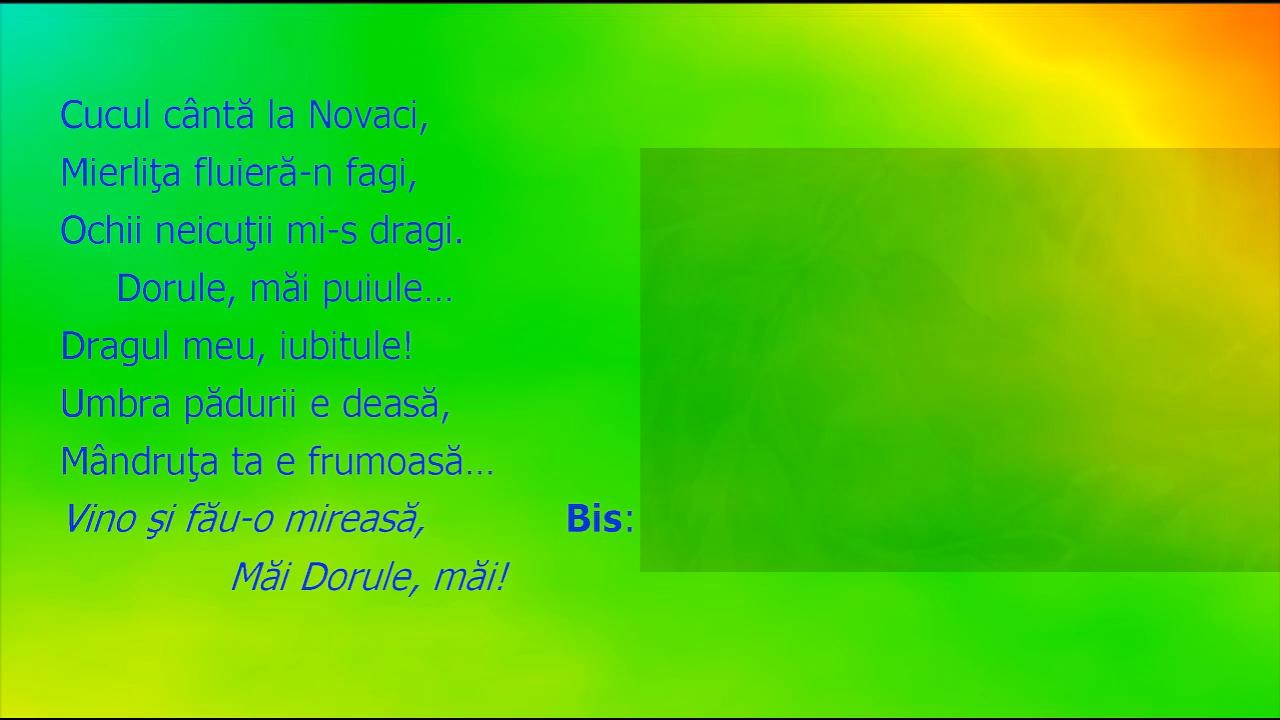 Cucul cântă la Novaci,
Mierliţa fluieră-n fagi,
Ochii neicuţii mi-s dragi.
Dorule, măi puiule…
Dragul meu, iubitule!
Umbra pădurii e deasă,
Mândruţa ta e frumoasă…
Vino şi fău-o mireasă, Bis:
Măi Dorule, măi!